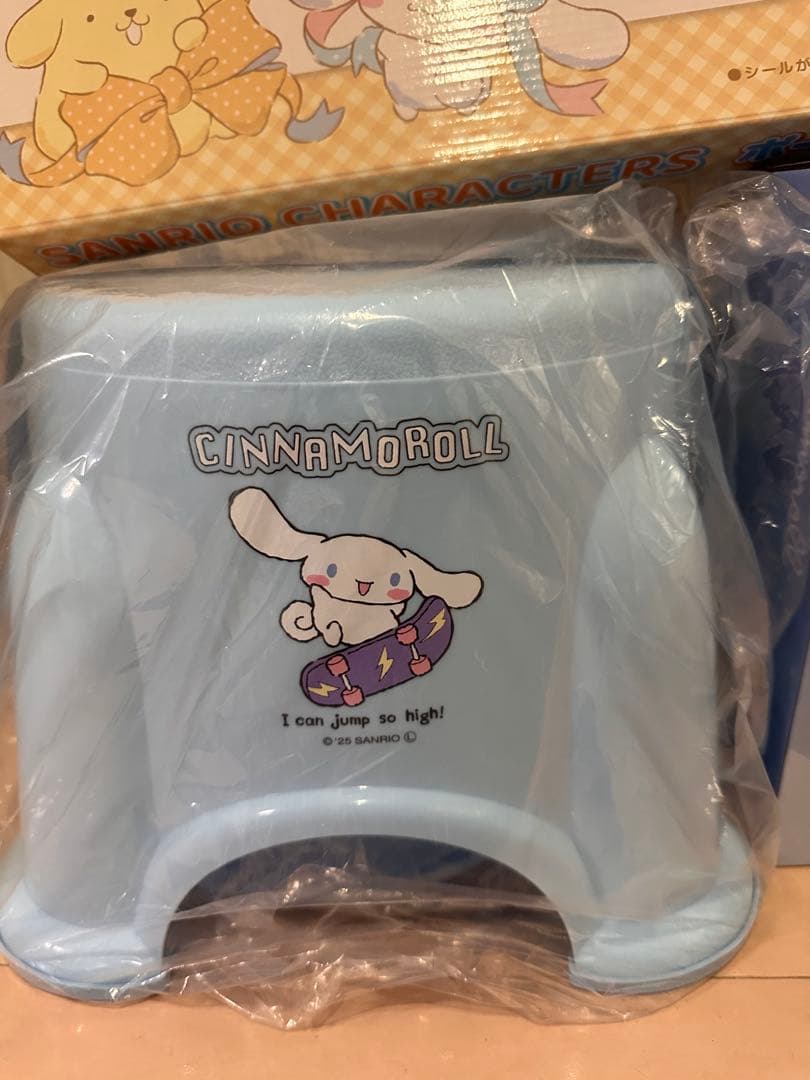 ●シールが
SANRIO CHARACTERS
CINNAMOROLL
I can jump so high!
©'25 SANRIO Ⓛ